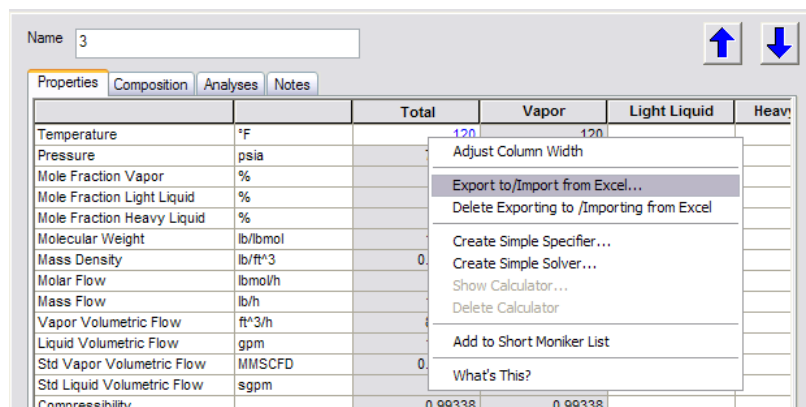 Name 3
Properties Composition Analyses Notes
Total Vapor Light Liquid Heavy
Temperature °F 120 120
Pressure psia
Mole Fraction Vapor %
Mole Fraction Light Liquid %
Mole Fraction Heavy Liquid %
Molecular Weight lb/lbmol
Mass Density lb/ft^3 0.
Molar Flow lbmol/h
Mass Flow lb/h
Vapor Volumetric Flow ft^3/h
Liquid Volumetric Flow gpm
Std Vapor Volumetric Flow MMSCFD 0.
Std Liquid Volumetric Flow sgpm
Compressibility 0.99338 0.99338
Adjust Column Width
Export to/Import from Excel...
Delete Exporting to /Importing from Excel
Create Simple Specifier...
Create Simple Solver...
Show Calculator...
Delete Calculator
Add to Short Moniker List
What's This?